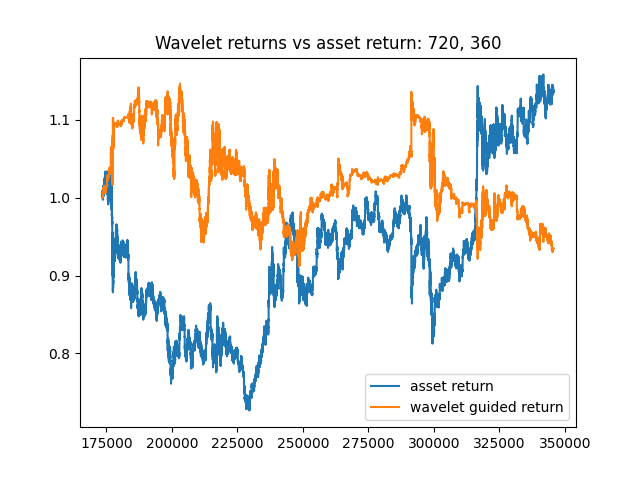 Wavelet returns vs asset return: 720, 360
1.1
1.0
0.9
0.8
175000 200000 225000 250000 275000 300000 325000 350000
asset return
wavelet guided return